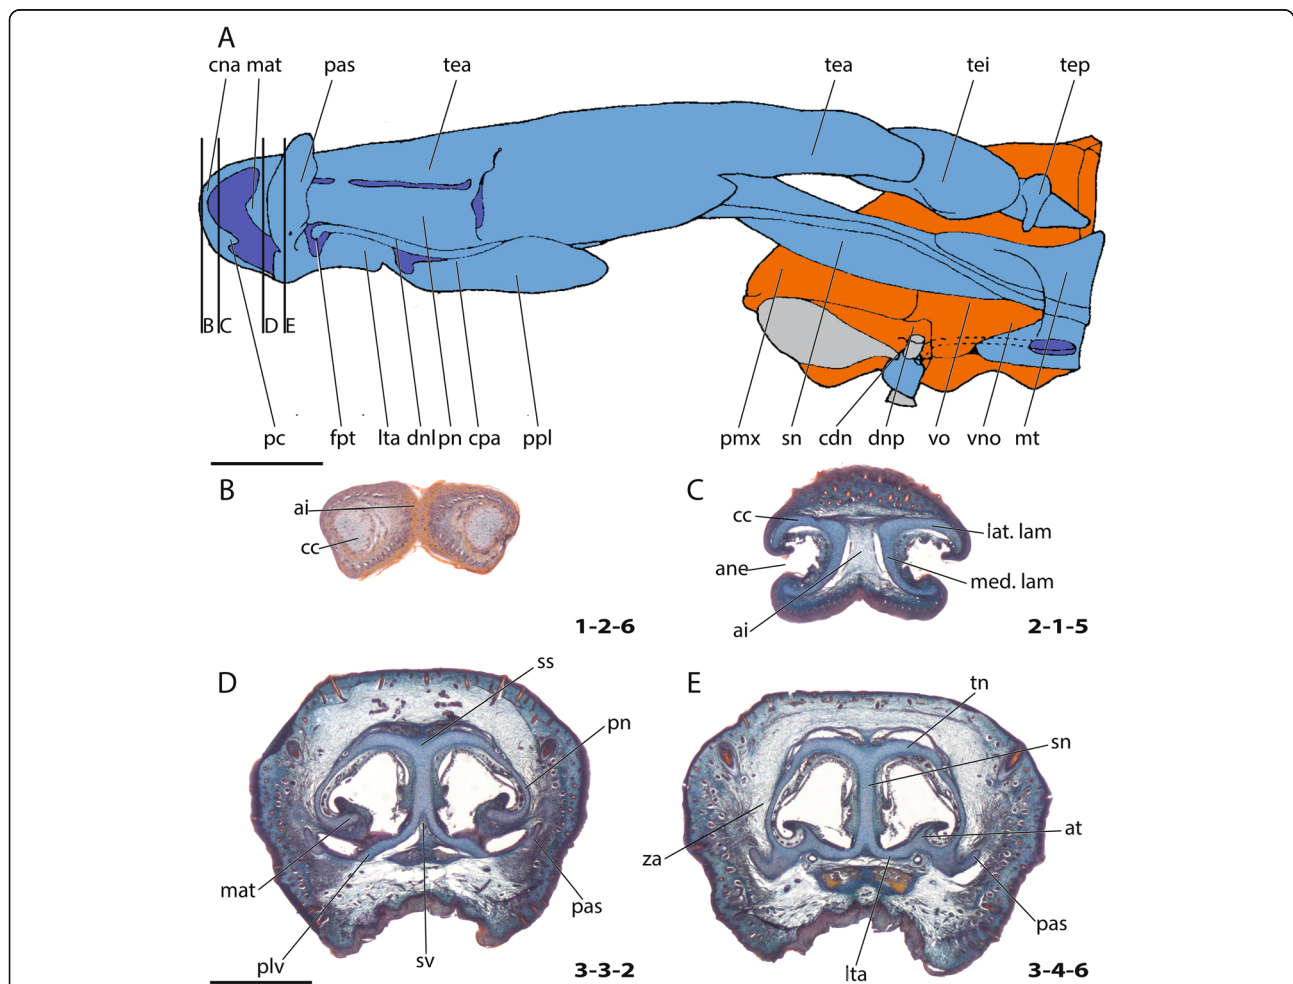 A
cna mat pas tea tea tei tep
B C D E
pc fpt lta dnl pn cpa ppl pmx sn cdn dnp vo vno mt
B
ai
cc
1-2-6
C
cc
lat. lam
ane
med. lam
ai
2-1-5
D
ss
pn
mat
pas
plv
sv
3-3-2
E
tn
sn
at
za
pas
lta
3-4-6